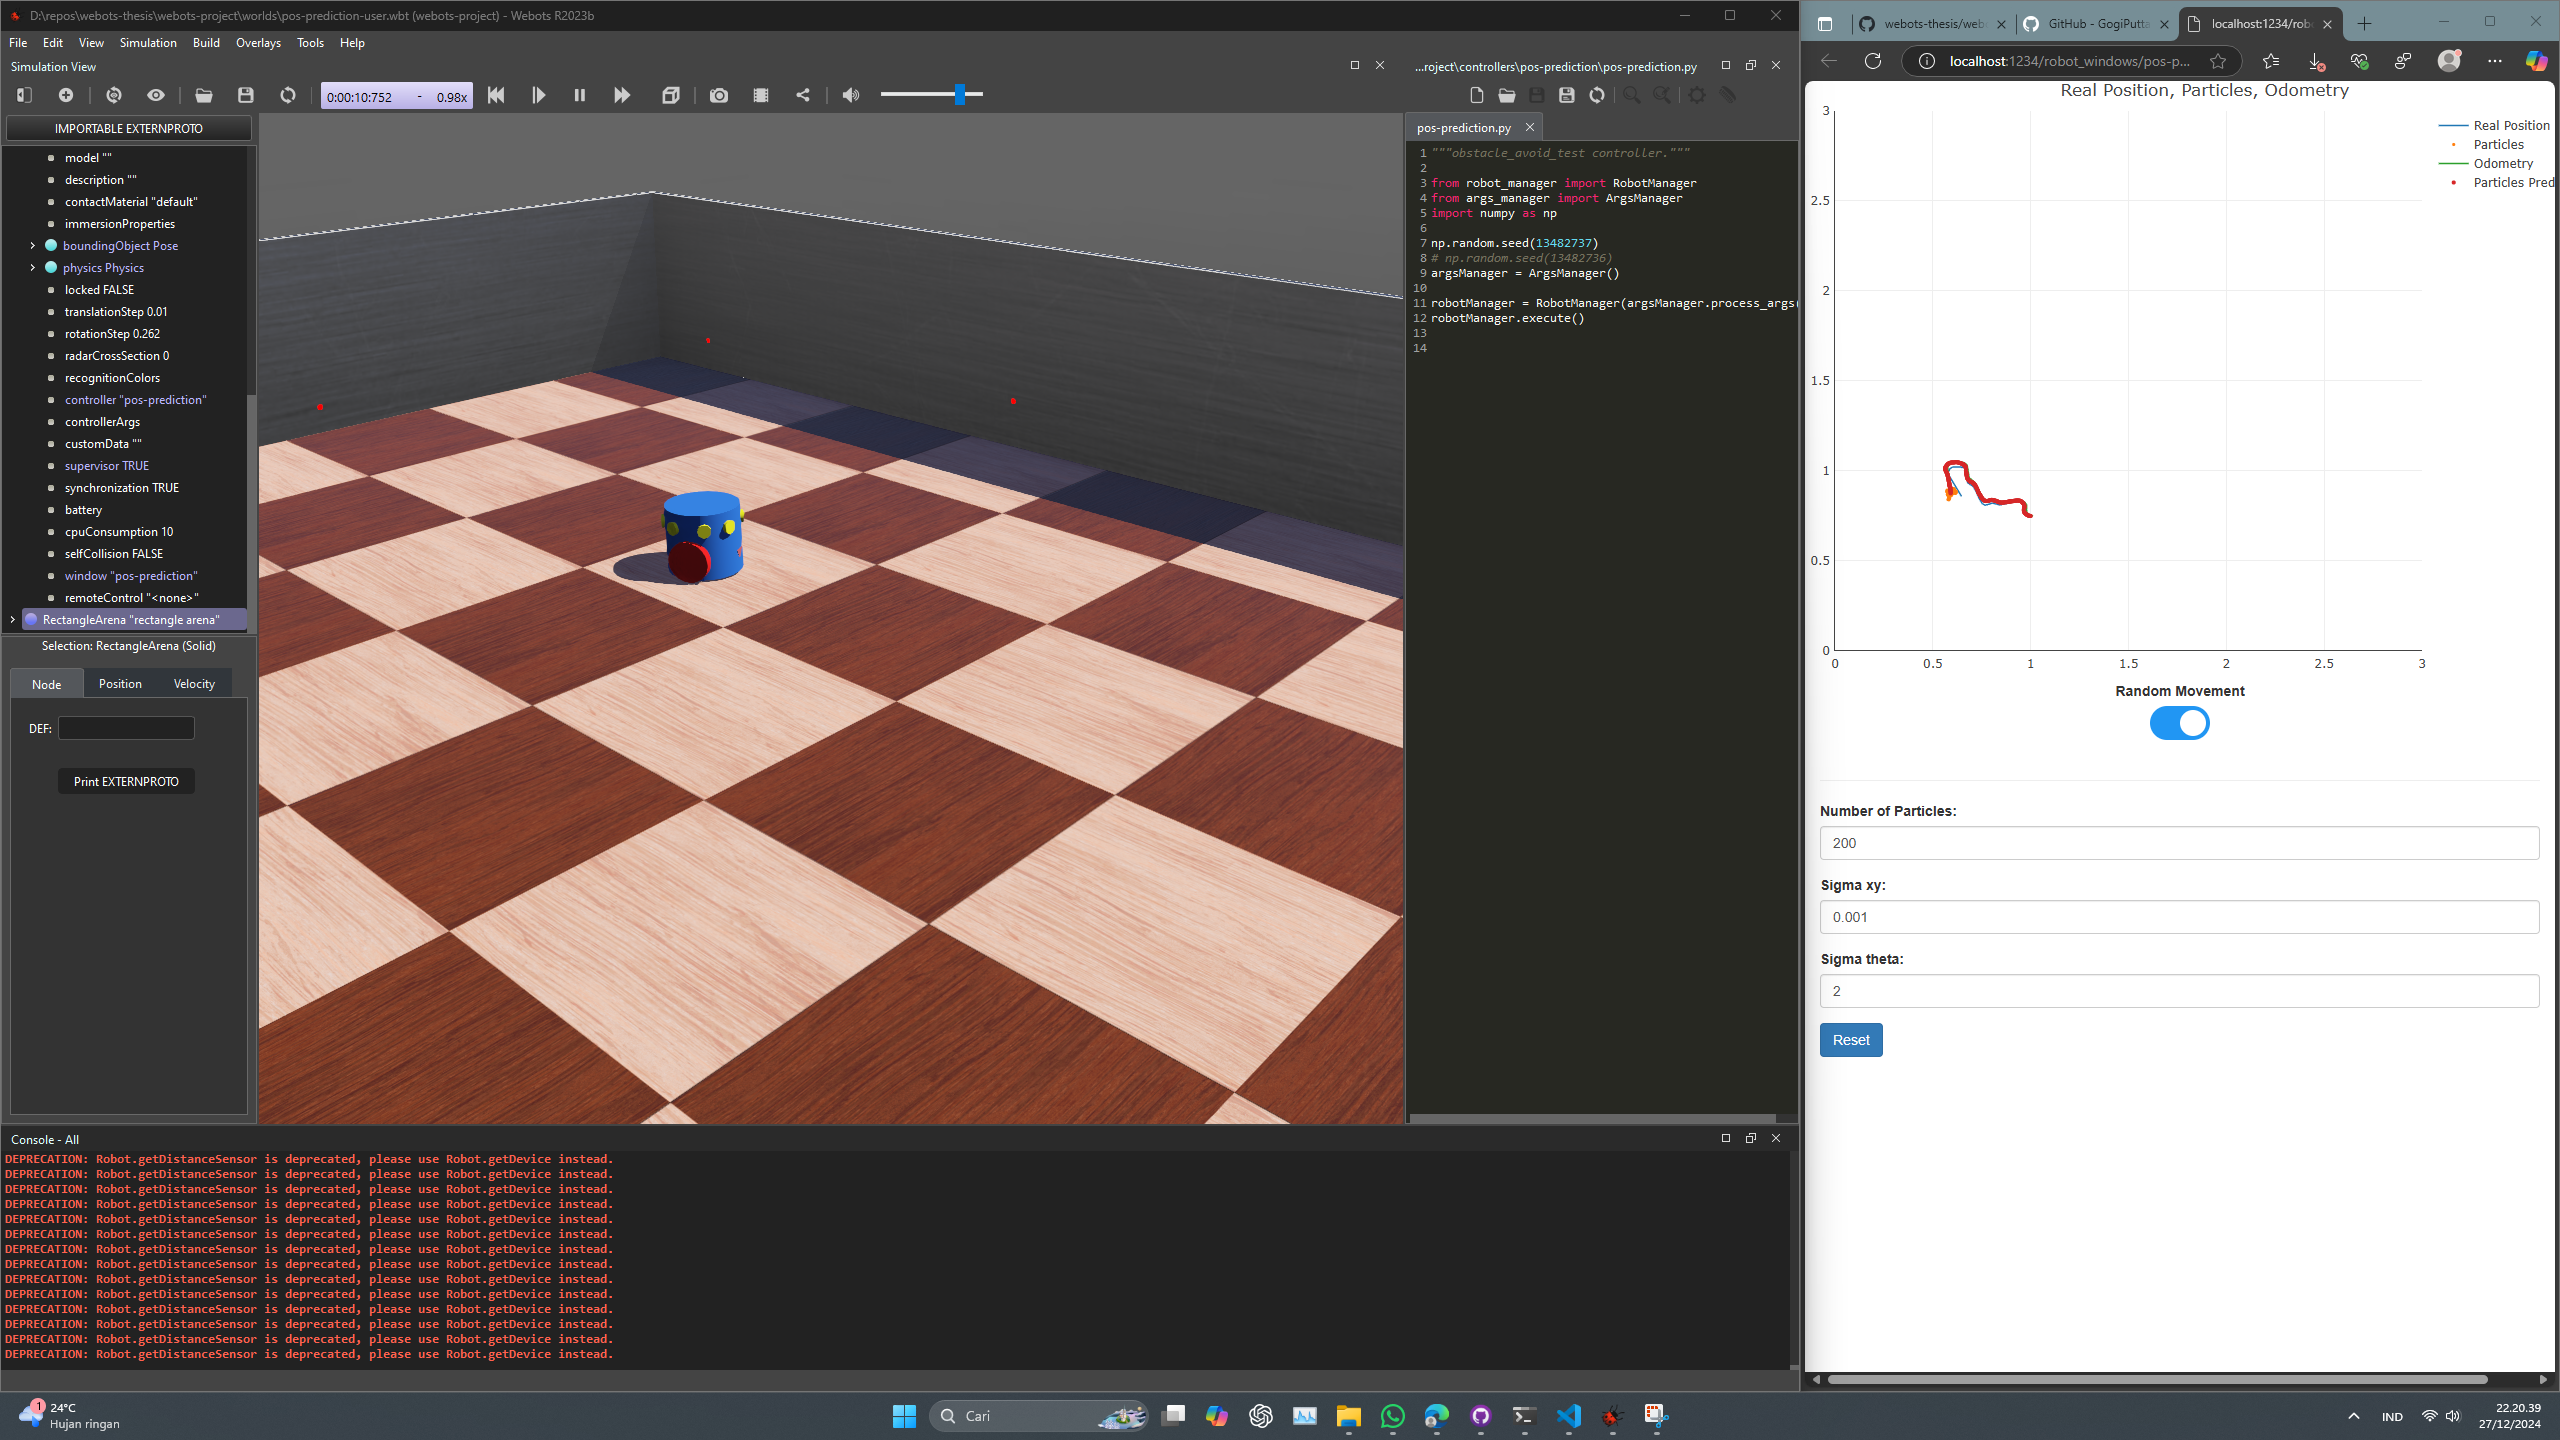 D:\repos\webots-thesis\webots-project\worlds\pos-prediction-user.wbt (webots-project) - Webots R2023b
File Edit View Simulation Build Overlays Tools Help
Simulation View
0:00:10:752 - 0.98x
IMPORTABLE EXTERNPROTO
model ""
description ""
contactMaterial "default"
immersionProperties
boundingObject Pose
physics Physics
locked FALSE
translationStep 0.01
rotationStep 0.262
radarCrossSection 0
recognitionColors
controller "pos-prediction"
controllerArgs
customData ""
supervisor TRUE
synchronization TRUE
battery
cpuConsumption 10
selfCollision FALSE
window "pos-prediction"
remoteControl "<none>"
RectangleArena "rectangle arena"
Selection: RectangleArena (Solid)
Node Position Velocity
DEF:
Print EXTERNPROTO
...roject\controllers\pos-prediction\pos-prediction.py
pos-prediction.py
1 """obstacle_avoid_test controller."""
2
3 from robot_manager import RobotManager
4 from args_manager import ArgsManager
5 import numpy as np
6
7 np.random.seed(13482737)
8 # np.random.seed(13482736)
9 argsManager = ArgsManager()
10
11 robotManager = RobotManager(argsManager.process_args(
12 robotManager.execute()
13
14
Console - All
DEPRECATION: Robot.getDistanceSensor is deprecated, please use Robot.getDevice instead.
DEPRECATION: Robot.getDistanceSensor is deprecated, please use Robot.getDevice instead.
DEPRECATION: Robot.getDistanceSensor is deprecated, please use Robot.getDevice instead.
DEPRECATION: Robot.getDistanceSensor is deprecated, please use Robot.getDevice instead.
DEPRECATION: Robot.getDistanceSensor is deprecated, please use Robot.getDevice instead.
DEPRECATION: Robot.getDistanceSensor is deprecated, please use Robot.getDevice instead.
DEPRECATION: Robot.getDistanceSensor is deprecated, please use Robot.getDevice instead.
DEPRECATION: Robot.getDistanceSensor is deprecated, please use Robot.getDevice instead.
DEPRECATION: Robot.getDistanceSensor is deprecated, please use Robot.getDevice instead.
DEPRECATION: Robot.getDistanceSensor is deprecated, please use Robot.getDevice instead.
DEPRECATION: Robot.getDistanceSensor is deprecated, please use Robot.getDevice instead.
DEPRECATION: Robot.getDistanceSensor is deprecated, please use Robot.getDevice instead.
DEPRECATION: Robot.getDistanceSensor is deprecated, please use Robot.getDevice instead.
DEPRECATION: Robot.getDistanceSensor is deprecated, please use Robot.getDevice instead.
webots-thesis/web GitHub - GogiPutta localhost:1234/rob
localhost:1234/robot_windows/pos-p...
Real Position, Particles, Odometry
Real Position
Particles
Odometry
Particles Pred
3
2.5
2
1.5
1
0.5
0
0 0.5 1 1.5 2 2.5 3
Random Movement
Number of Particles:
200
Sigma xy:
0.001
Sigma theta:
2
Reset
1
24°C
Hujan ringan
Cari
IND
22.20.39
27/12/2024